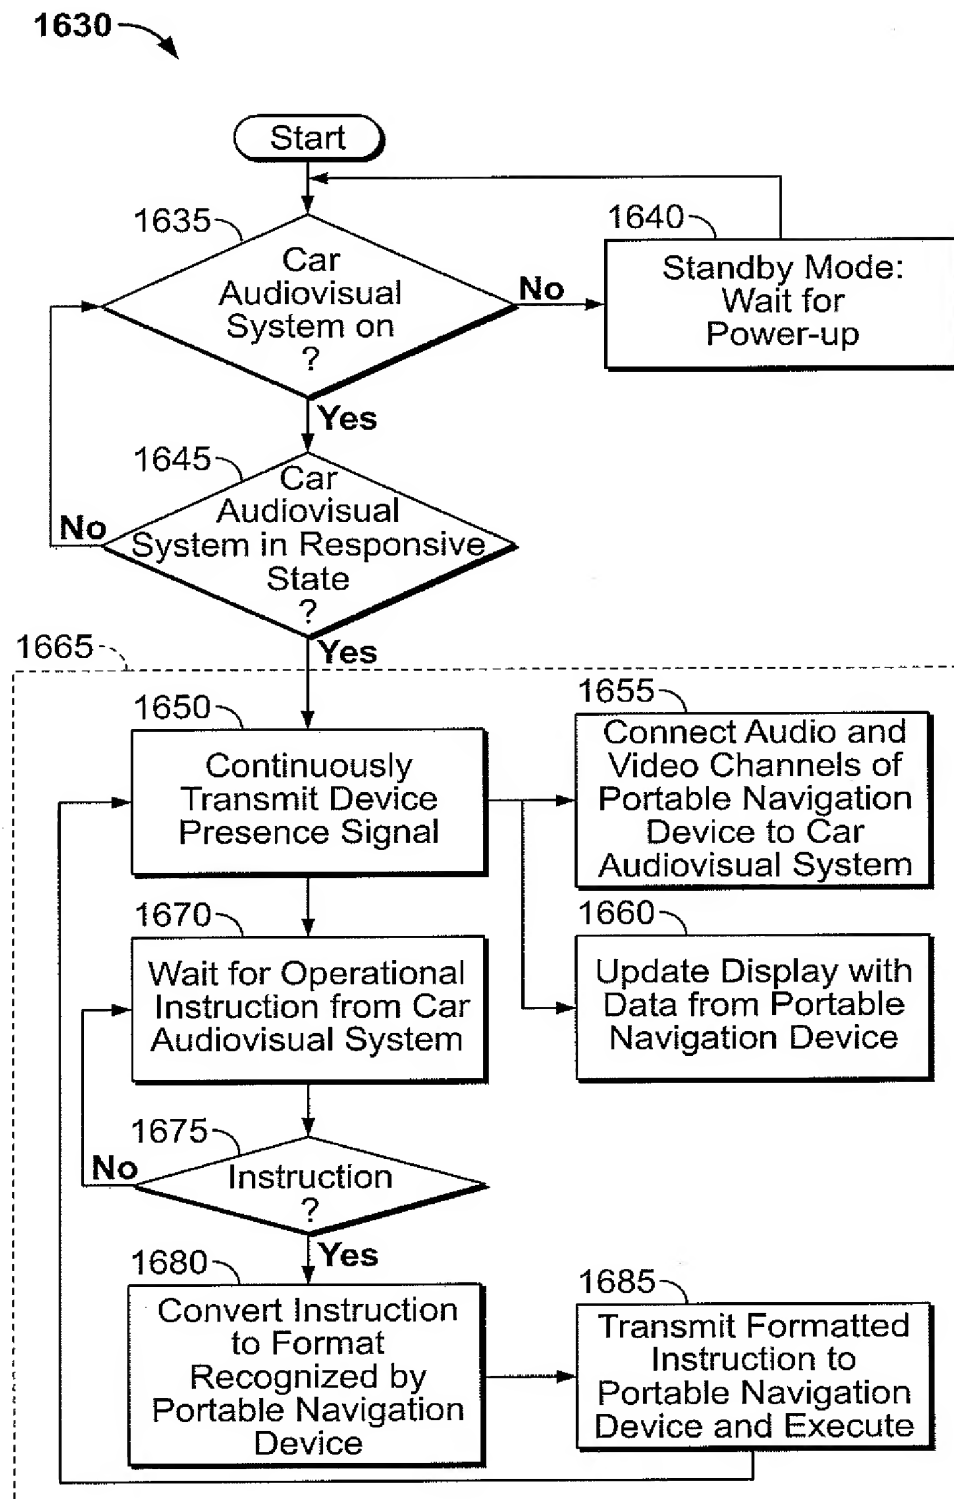 1630
Start
1635
Car
Audiovisual
System on
?
No
1640
Standby Mode:
Wait for
Power-up
Yes
1645
Car
Audiovisual
System in Responsive
State
?
No
Yes
1665
1650
Continuously
Transmit Device
Presence Signal
1655
Connect Audio and
Video Channels of
Portable Navigation
Device to Car
Audiovisual System
1660
Update Display with
Data from Portable
Navigation Device
1670
Wait for Operational
Instruction from Car
Audiovisual System
1675
Instruction
?
No
Yes
1680
Convert Instruction
to Format
Recognized by
Portable Navigation
Device
1685
Transmit Formatted
Instruction to
Portable Navigation
Device and Execute